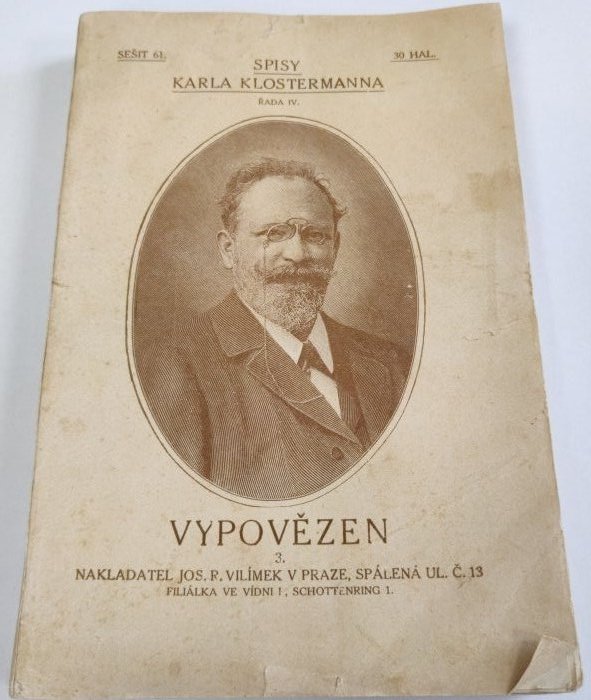 SEŠIT 61. 30 HAL.
SPISY
KARLA KLOSTERMANNA
ŘADA IV.
VYPOVĚZEN
3.
NAKLADATEL JOS. R. VILÍMEK V PRAZE, SPÁLENÁ UL. Č. 13
FILIÁLKA VE VÍDNI I, SCHOTTENRING 1.